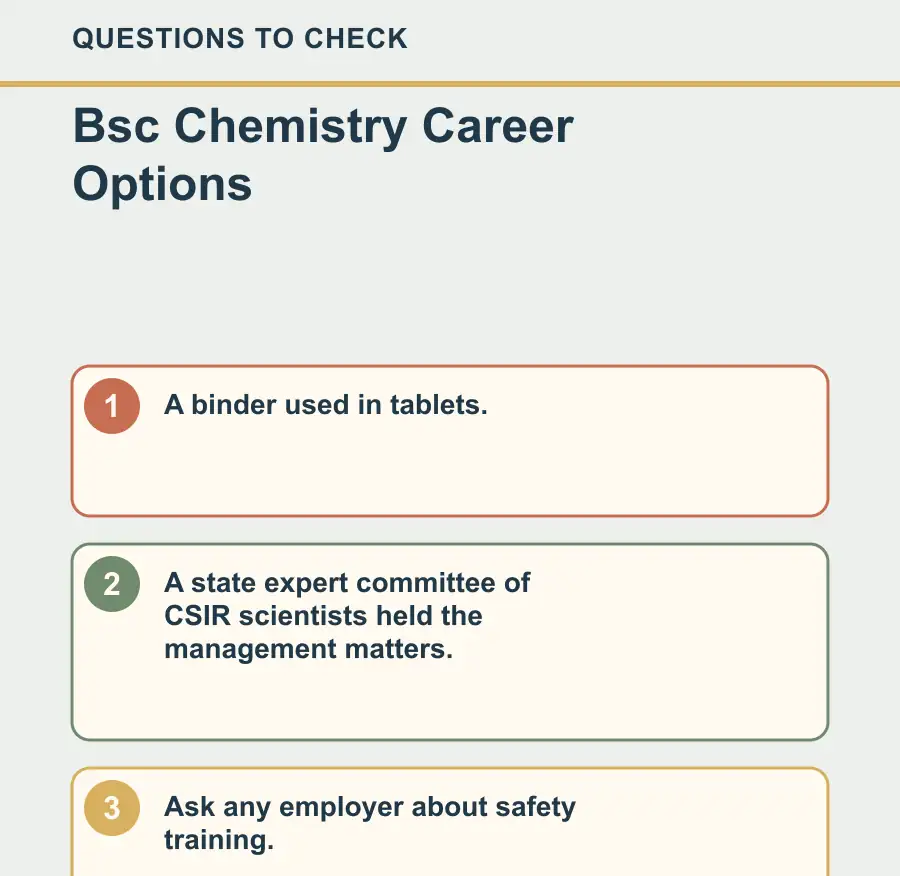 QUESTIONS TO CHECK
Bsc Chemistry Career
Options
1
A binder used in tablets.
2
A state expert committee of
CSIR scientists held the
management matters.
3
Ask any employer about safety
training.